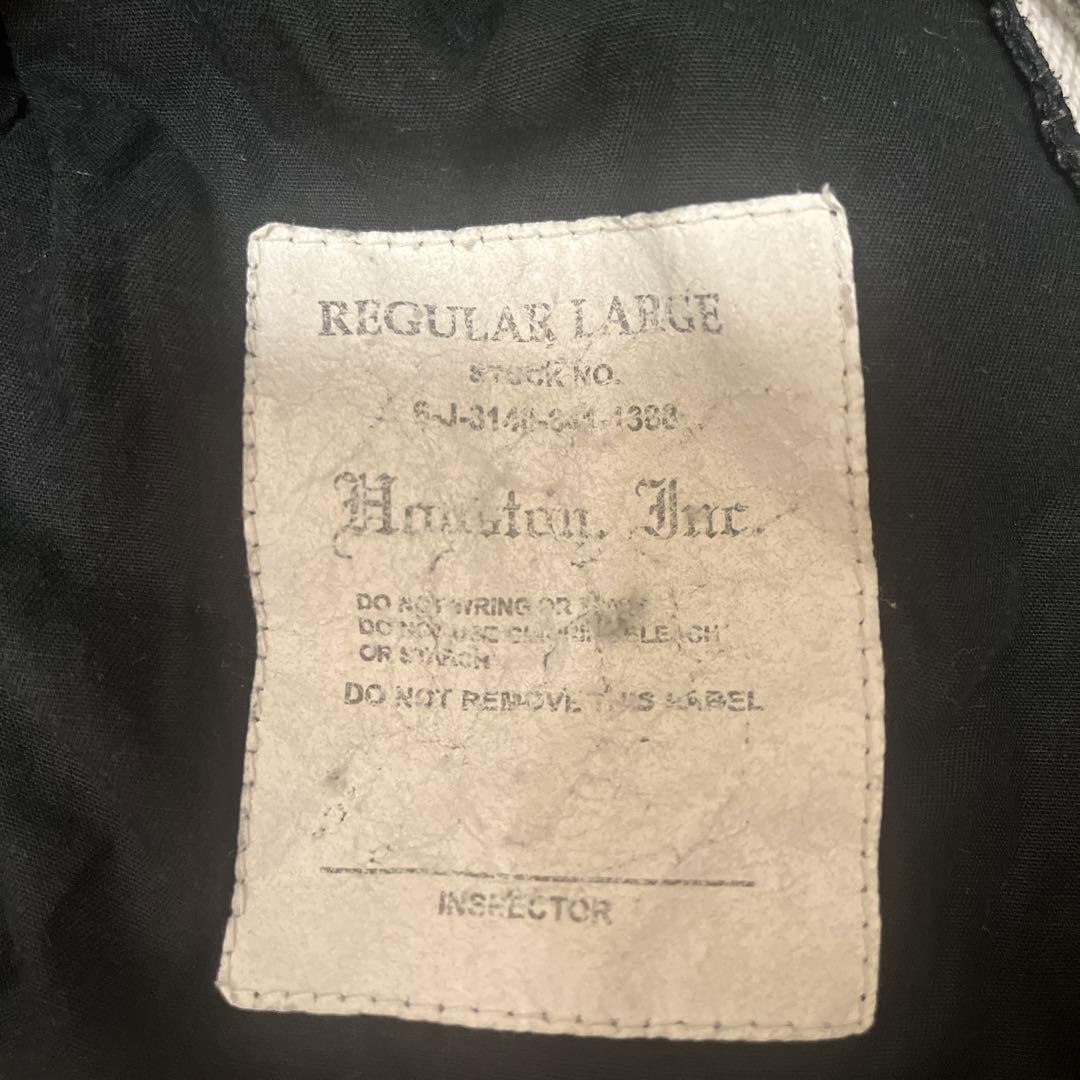 REGULAR LARGE
STOCK NO.
Houston, Inc.
DO NOT WRING OR
DO NOT USE CHLORINE BLEACH
OR STARCH
DO NOT REMOVE THIS LABEL
INSPECTOR